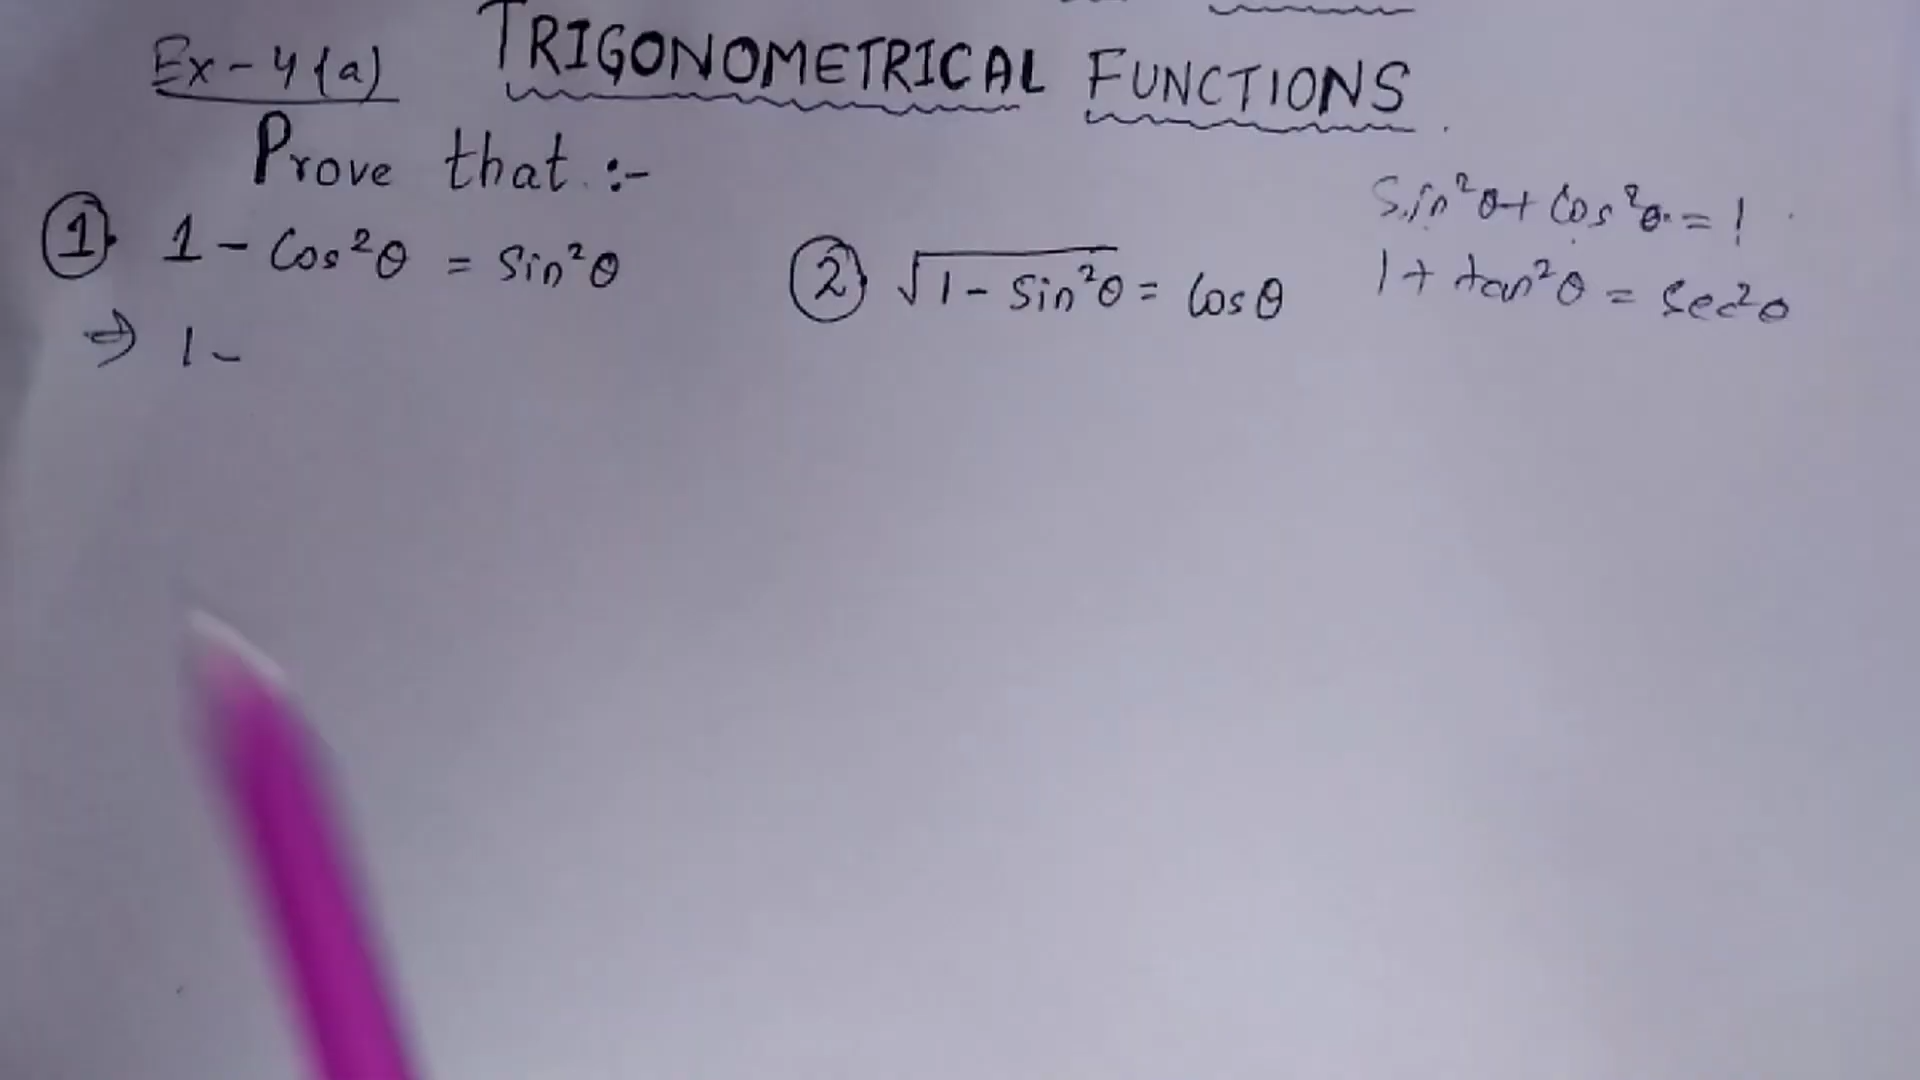 Ex-4(a) TRIGONOMETRICAL FUNCTIONS.
Prove that :-
① 1 - Cos²θ = Sin²θ
⇒ 1 -
② √(1 - Sin²θ) = Cosθ
Sin²θ + Cos²θ = 1
1 + tan²θ = Sec²θ